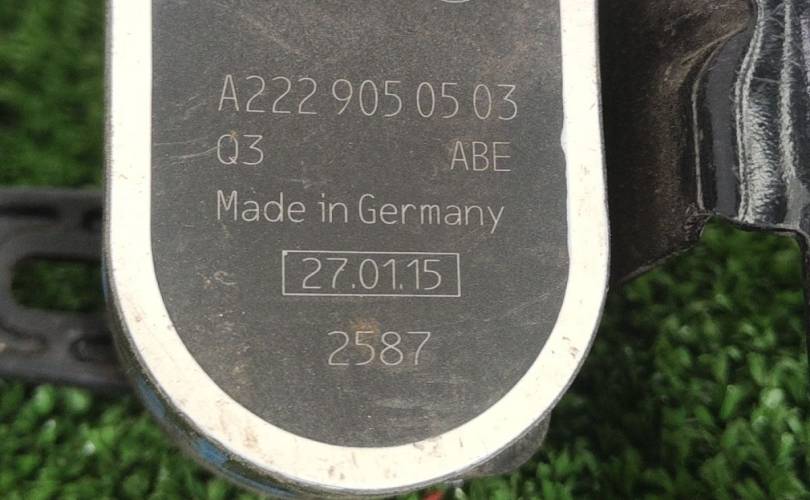 A222 905 05 03
Q3 ABE
Made in Germany
27.01.15
2587